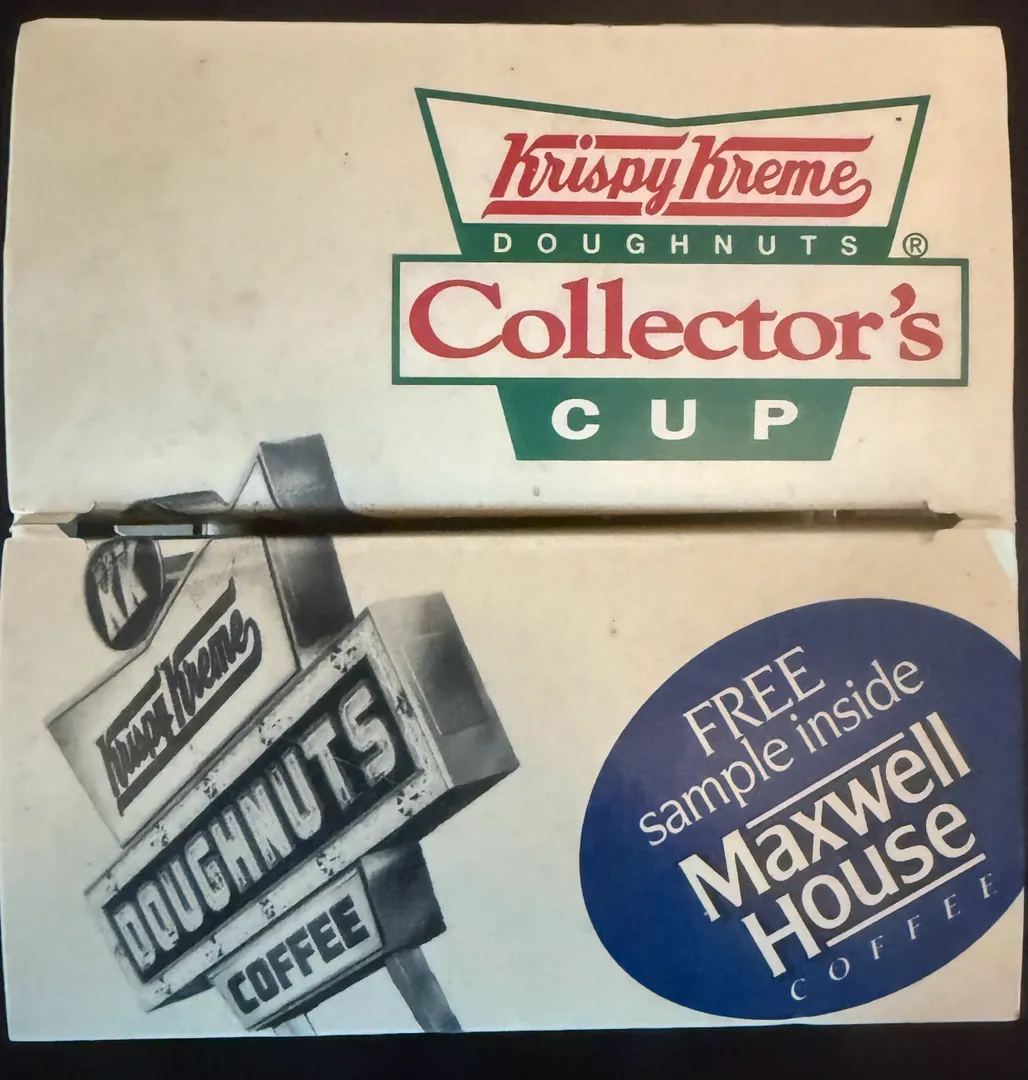 Krispy Kreme
DOUGHNUTS ®
Collector's
CUP
KK
Krispy Kreme
DOUGHNUTS
COFFEE
FREE
sample inside
Maxwell
House
COFFEE